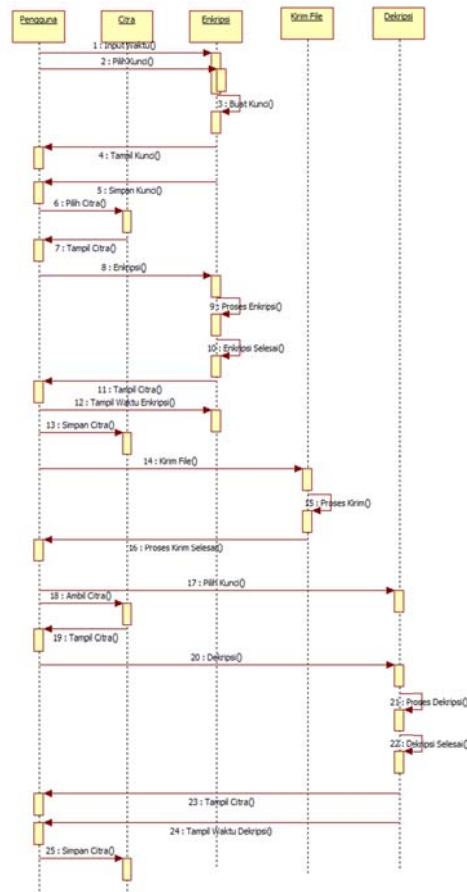 Pengguna
Citra
Enkripsi
Kirim File
Dekripsi
1 : Input Waktu()
2 : Pilih Kunci()
3 : Buat Kunci()
4 : Tampil Kunci()
5 : Simpan Kunci()
6 : Pilih Citra()
7 : Tampil Citra()
8 : Enkripsi()
9 : Proses Enkripsi()
10 : Enkripsi Selesai()
11 : Tampil Citra()
12 : Tampil Waktu Enkripsi()
13 : Simpan Citra()
14 : Kirim File()
15 : Proses Kirim()
16 : Proses Kirim Selesai()
17 : Pilih Kunci()
18 : Ambil Citra()
19 : Tampil Citra()
20 : Dekripsi()
21 : Proses Dekripsi()
22 : Dekripsi Selesai()
23 : Tampil Citra()
24 : Tampil Waktu Dekripsi()
25 : Simpan Citra()